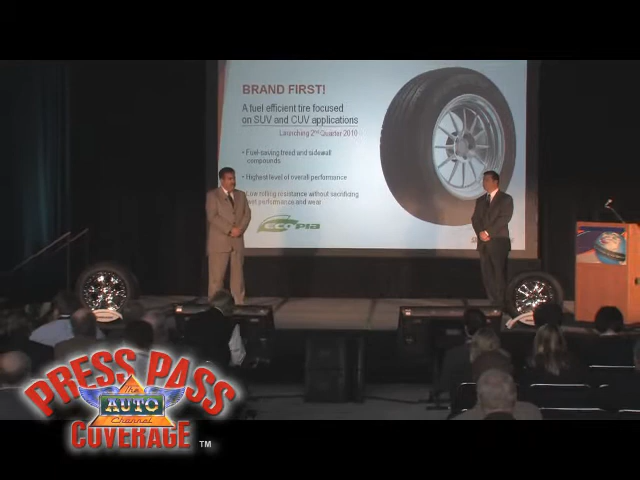 BRAND FIRST!
A fuel efficient tire focused
on SUV and CUV applications
Launching 2nd Quarter 2010
• Fuel-saving tread and sidewall
compounds
• Highest level of overall performance
• Low rolling resistance without sacrificing
wet performance and wear
ECOPIA
PRESS PASS
The
AUTO
Channel
COVERAGE TM